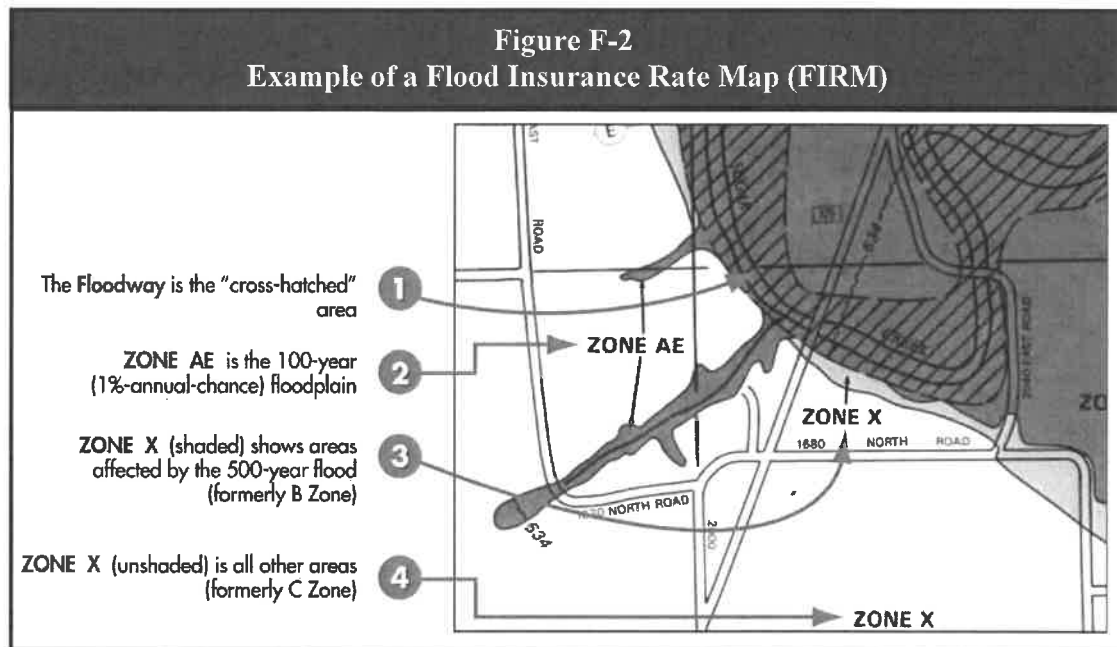 Figure F-2
Example of a Flood Insurance Rate Map (FIRM)
The Floodway is the "cross-hatched"
area
1
ZONE AE is the 100-year
(1%-annual-chance) floodplain
2
ZONE X (shaded) shows areas
affected by the 500-year flood
(formerly B Zone)
3
ZONE X (unshaded) is all other areas
(formerly C Zone)
4
E
ROAD
ZONE AE
ZONE X
1680 NORTH ROAD
NORTH ROAD
534
ZONE X